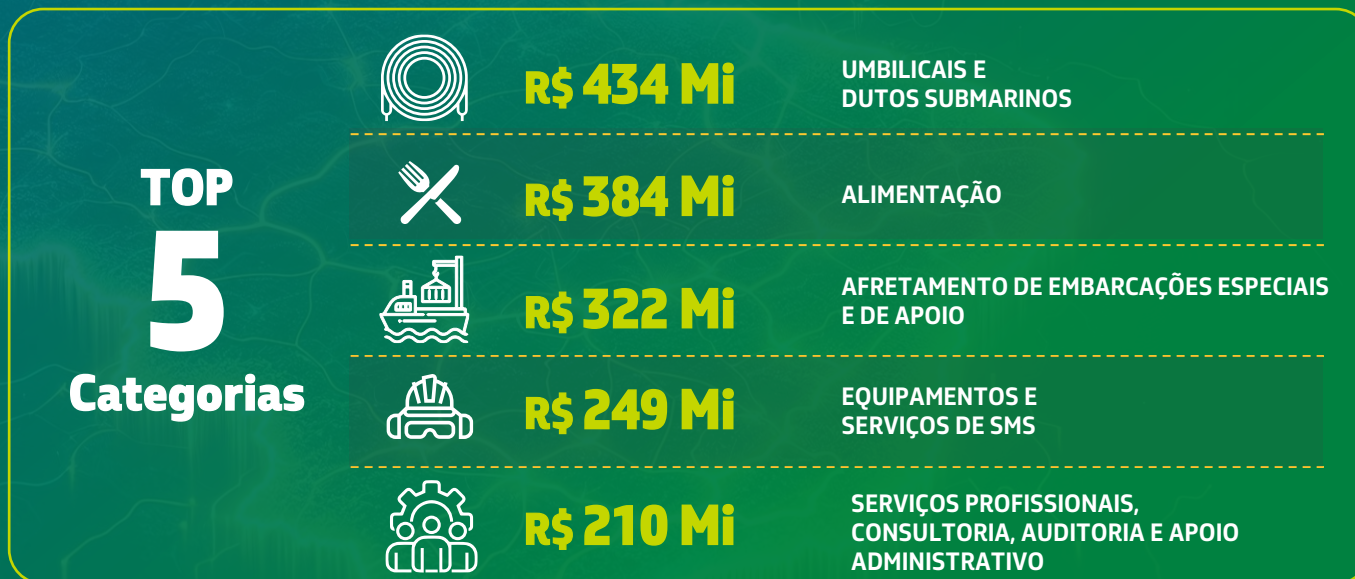 TOP
5
Categorias
R$ 434 Mi
UMBILICAIS E
DUTOS SUBMARINOS
R$ 384 Mi
ALIMENTAÇÃO
R$ 322 Mi
AFRETAMENTO DE EMBARCAÇÕES ESPECIAIS
E DE APOIO
R$ 249 Mi
EQUIPAMENTOS E
SERVIÇOS DE SMS
R$ 210 Mi
SERVIÇOS PROFISSIONAIS,
CONSULTORIA, AUDITORIA E APOIO
ADMINISTRATIVO